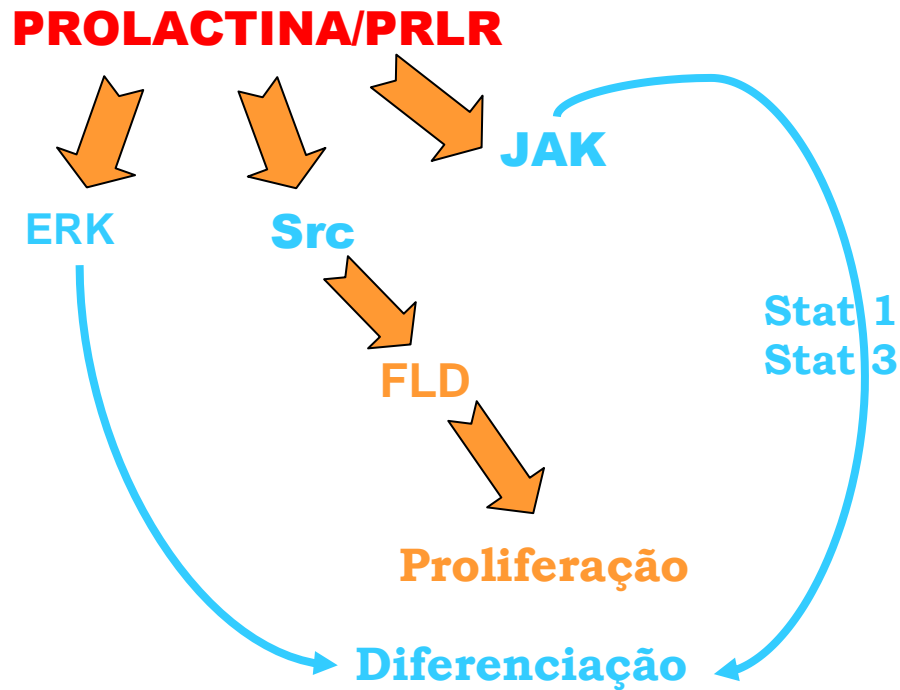 PROLACTINA/PRLR
JAK
ERK
Src
Stat 1
Stat 3
FLD
Proliferação
Diferenciação